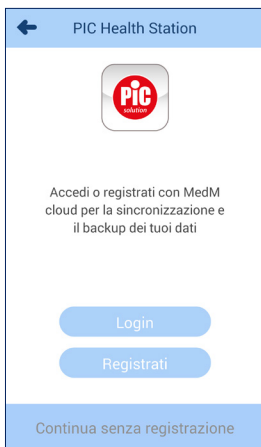 PIC Health Station
PiC
solution
Accedi o registrati con MedM
cloud per la sincronizzazione e
il backup dei tuoi dati
Login
Registrati
Continua senza registrazione